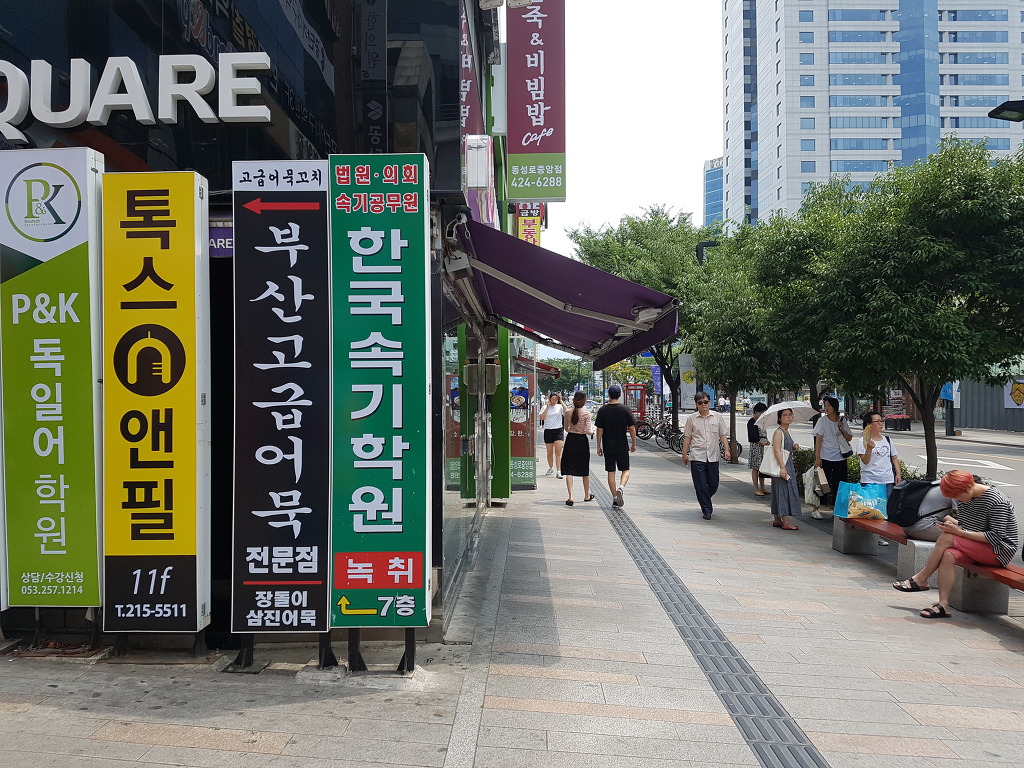 QUARE
P&K
P&K
독일어 학원
상담/수강신청
053.257.1214
톡스
앤필
11f
T.215-5511
고급어묵꼬치
부산고급어묵
전문점
장돌이
삼진어묵
법원·의회
속기공무원
한국속기학원
녹취
7층
죽&비빔밥
cafe
동성로중앙점
424-6288